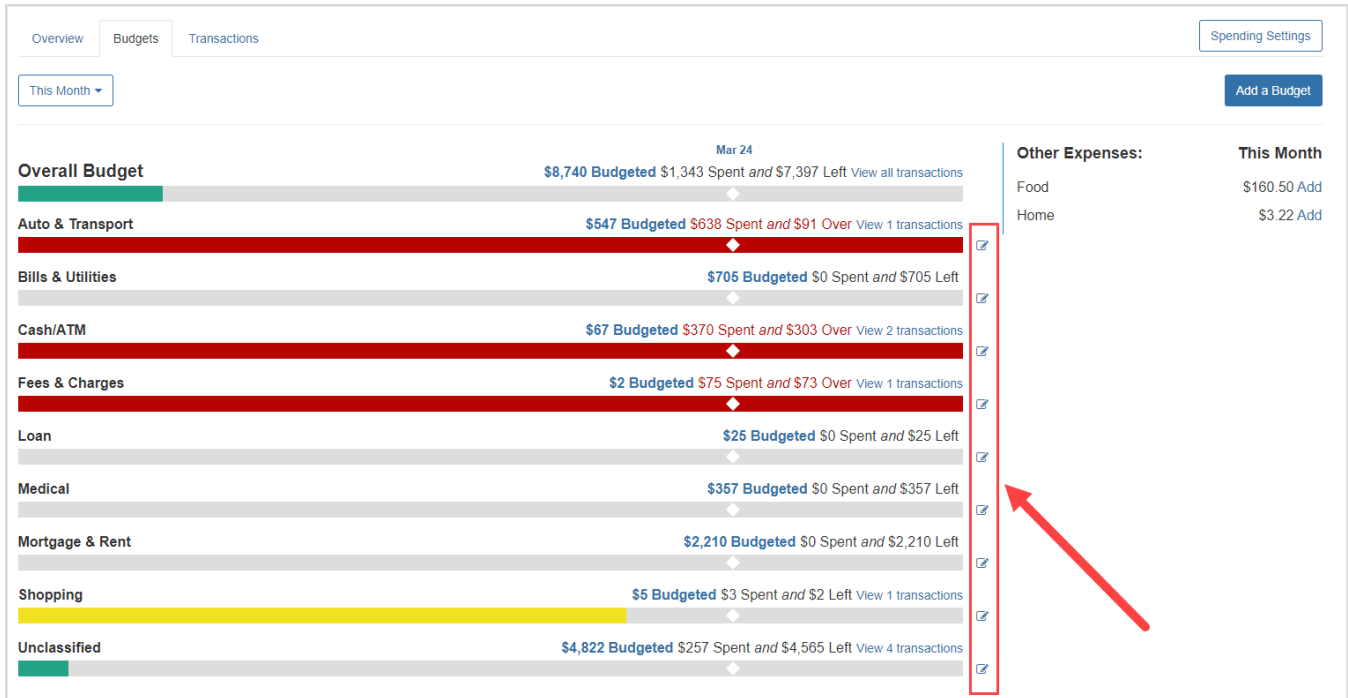 Overview Budgets Transactions Spending Settings
This Month Add a Budget
Mar 24
Overall Budget $8,740 Budgeted $1,343 Spent and $7,397 Left View all transactions
Auto & Transport $547 Budgeted $638 Spent and $91 Over View 1 transactions
Bills & Utilities $705 Budgeted $0 Spent and $705 Left
Cash/ATM $67 Budgeted $370 Spent and $303 Over View 2 transactions
Fees & Charges $2 Budgeted $75 Spent and $73 Over View 1 transactions
Loan $25 Budgeted $0 Spent and $25 Left
Medical $357 Budgeted $0 Spent and $357 Left
Mortgage & Rent $2,210 Budgeted $0 Spent and $2,210 Left
Shopping $5 Budgeted $3 Spent and $2 Left View 1 transactions
Unclassified $4,822 Budgeted $257 Spent and $4,565 Left View 4 transactions
Other Expenses: This Month
Food $160.50 Add
Home $3.22 Add